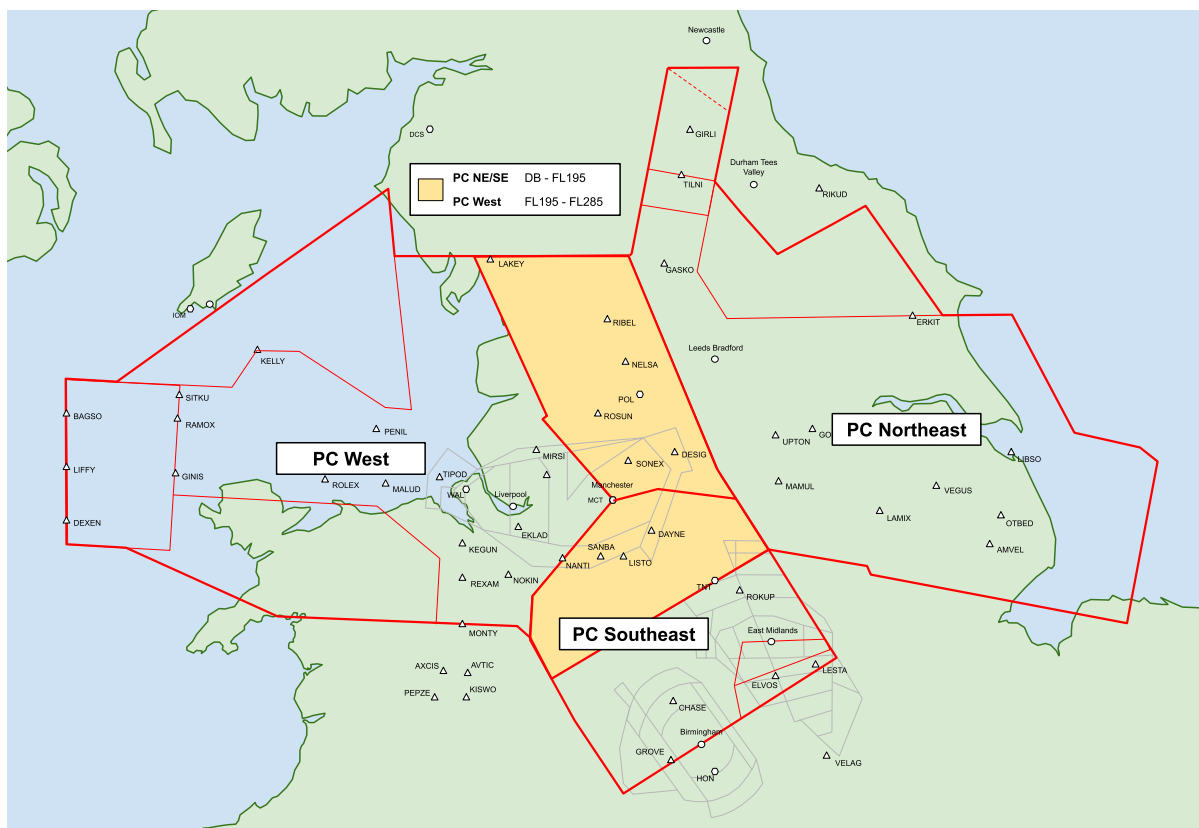 Newcastle
DCS
GIRLI
Durham Tees
Valley
TILNI
RIKUD
PC NE/SE DB - FL195
PC West FL195 - FL285
LAKEY
GASKO
IOM
RIBEL
ERKIT
KELLY
Leeds Bradford
NELSA
SITKU
POL
BAGSO
RAMOX
ROSUN
PENIL
UPTON
GO
PC Northeast
PC West
MIRSI
DESIG
LIBSO
LIFFY
GINIS
TIPOD
SONEX
ROLEX
MALUD
WAL
Liverpool
Manchester
MCT
MAMUL
VEGUS
DEXEN
EKLAD
DAYNE
LAMIX
OTBED
KEGUN
SANBA
NANTI
LISTO
AMVEL
REXAM
NOKIN
TNT
ROKUP
MONTY
PC Southeast
East Midlands
AXCIS
AVTIC
LESTA
ELVOS
PEPZE
KISWO
CHASE
Birmingham
GROVE
HON
VELAG